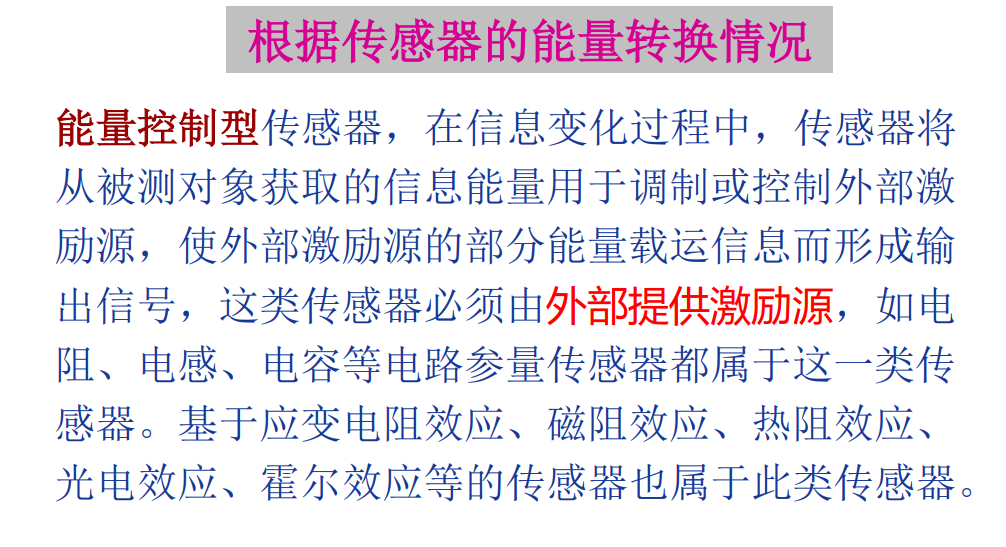 根据传感器的能量转换情况
能量控制型传感器，在信息变化过程中，传感器将
从被测对象获取的信息能量用于调制或控制外部激
励源，使外部激励源的部分能量载运信息而形成输
出信号，这类传感器必须由外部提供激励源，如电
阻、电感、电容等电路参量传感器都属于这一类传
感器。基于应变电阻效应、磁阻效应、热阻效应、
光电效应、霍尔效应等的传感器也属于此类传感器。